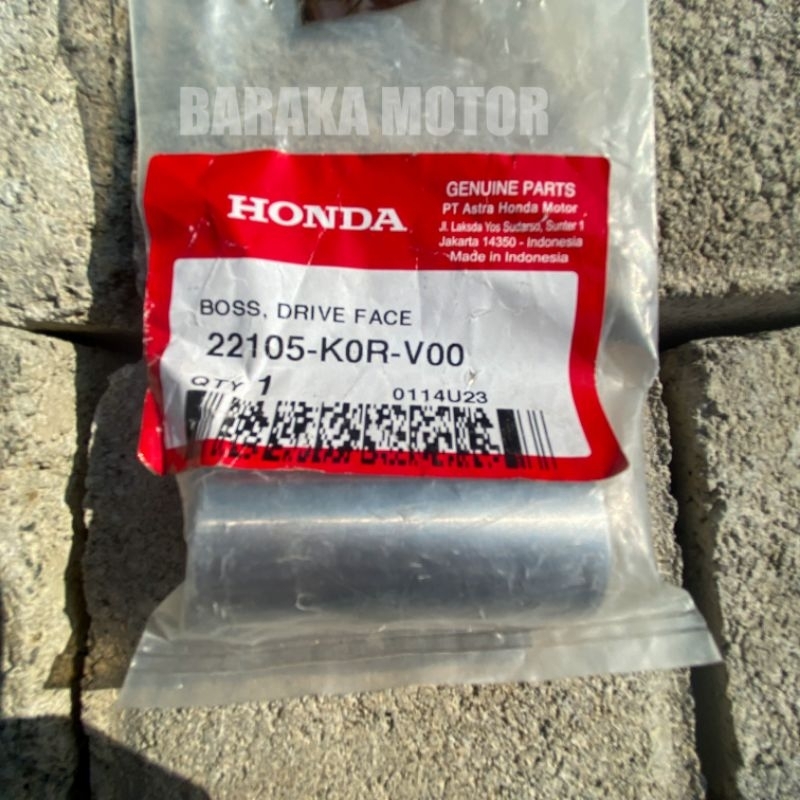 BARAKA MOTOR
HONDA
GENUINE PARTS
PT Astra Honda Motor
Jl. Laksda Yos Sudarso, Sunter 1
Jakarta 14350 - Indonesia
Made in Indonesia
BOSS, DRIVE FACE
22105-K0R-V00
QTY 1
0114U23